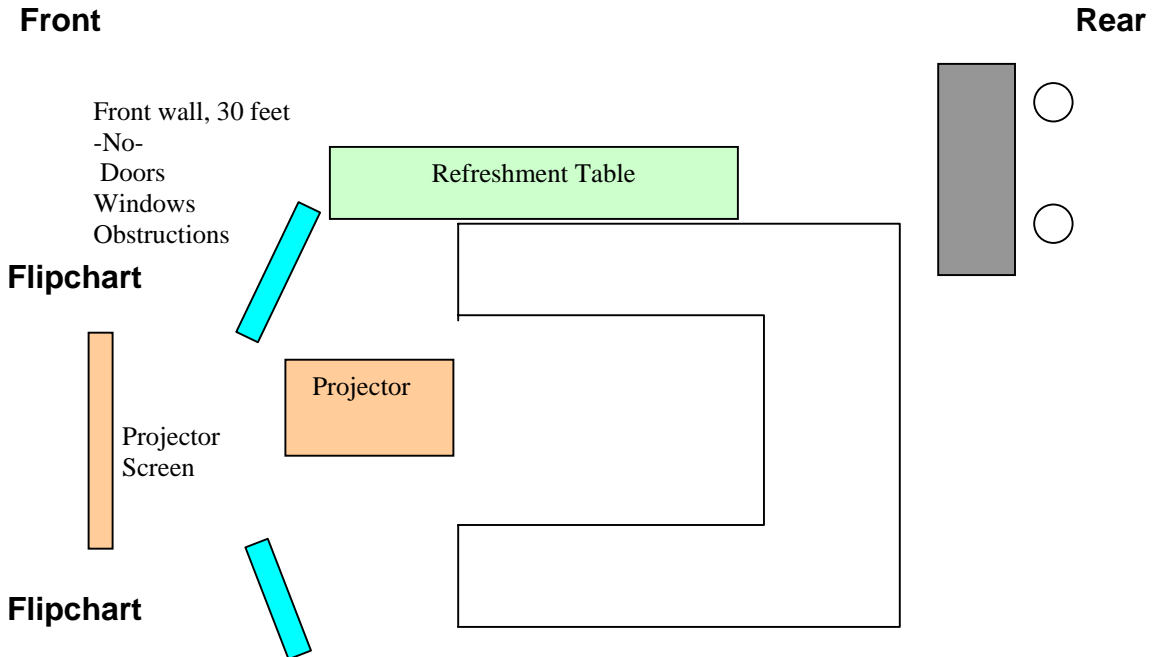 Front
Rear
Front wall, 30 feet
-No-
Doors
Windows
Obstructions
Refreshment Table
Flipchart
Projector
Projector
Screen
Flipchart